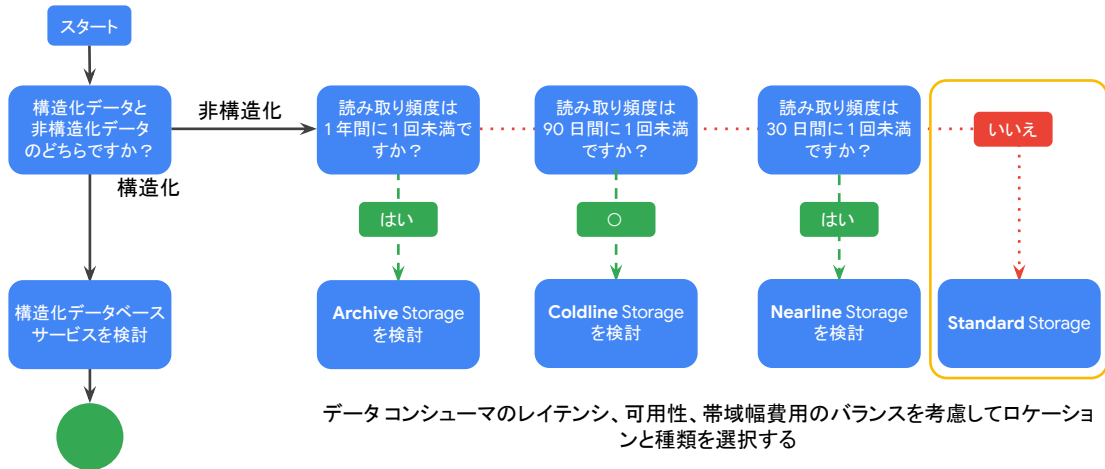 スタート
構造化データと
非構造化データ
のどちらですか？
非構造化
読み取り頻度は
1 年間に 1 回未満で
すか？
読み取り頻度は
90 日間に 1 回未満
ですか？
読み取り頻度は
30 日間に 1 回未満
ですか？
いいえ
構造化
はい
〇
はい
構造化データベース
サービスを検討
Archive Storage
を検討
Coldline Storage
を検討
Nearline Storage
を検討
Standard Storage
データ コンシューマのレイテンシ、可用性、帯域幅費用のバランスを考慮してロケーショ
ンと種類を選択する